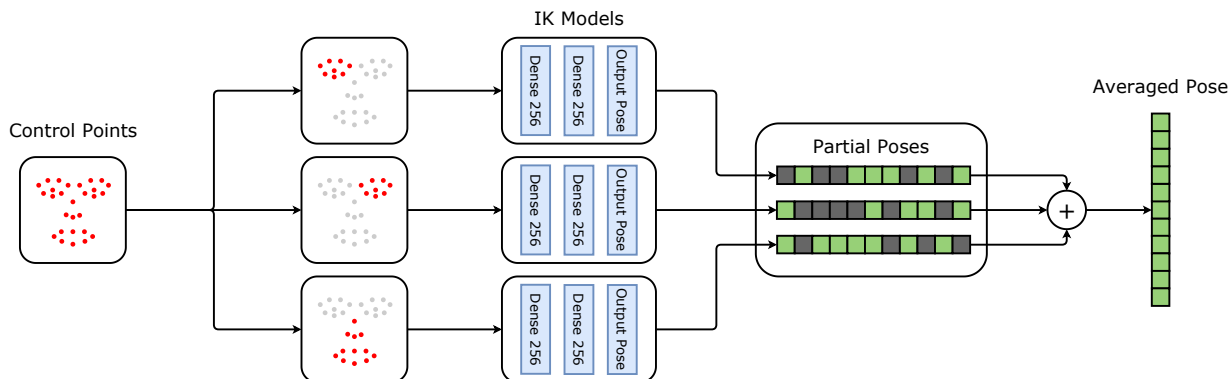 IK Models
Dense 256
Dense 256
Output Pose
Averaged Pose
Control Points
Partial Poses
Dense 256
Dense 256
Output Pose
+
Dense 256
Dense 256
Output Pose